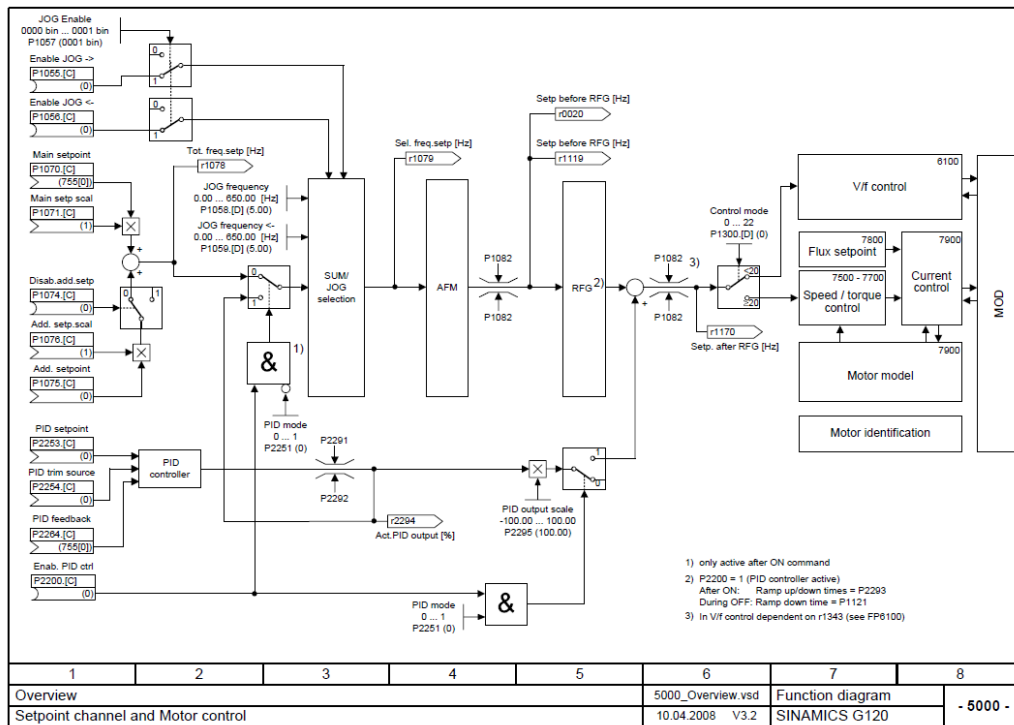 JOG Enable
0000 bin ... 0001 bin
P1057 (0001 bin)
Enable JOG ->
P1055.[C]
(0)
0
1
Enable JOG <-
P1056.[C]
(0)
0
1
Main setpoint
P1070.[C]
(755[0])
Main setp scal
P1071.[C]
(1)
+
+
Tot. freq.setp [Hz]
r1078
Disab.add.setp
P1074.[C]
(0)
0
1
Add. setp.scal
P1076.[C]
(1)
Add. setpoint
P1075.[C]
(0)
JOG frequency
0.00 ... 650.00 [Hz]
P1058.[D] (5.00)
JOG frequency <-
0.00 ... 650.00 [Hz]
P1059.[D] (5.00)
0
1
&
1)
PID mode
0 ... 1
P2251 (0)
SUM/
JOG
selection
Sel. freq.setp [Hz]
r1079
AFM
P1082
P1082
Setp before RFG [Hz]
r0020
Setp before RFG [Hz]
r1119
RFG
2)
+
P1082
3)
P1082
Control mode
0 ... 22
P1300.[D] (0)
<20
≥20
r1170
Setp. after RFG [Hz]
6100
V/f control
7800
Flux setpoint
7500 - 7700
Speed / torque
control
7900
Current
control
7900
Motor model
Motor identification
MOD
PID setpoint
P2253.[C]
(0)
PID trim source
P2254.[C]
(0)
PID feedback
P2264.[C]
(755[0])
Enab. PID ctrl
P2200.[C]
(0)
PID
controller
P2291
P2292
r2294
Act.PID output [%]
PID output scale
-100.00 ... 100.00
P2295 (100.00)
1
0
PID mode
0 ... 1
P2251 (0)
&
1) only active after ON command
2) P2200 = 1 (PID controller active)
After ON: Ramp up/down times = P2293
During OFF: Ramp down time = P1121
3) In V/f control dependent on r1343 (see FP6100)
1 2 3 4 5 6 7 8
Overview
5000_Overview.vsd
Function diagram
- 5000 -
Setpoint channel and Motor control
10.04.2008 V3.2
SINAMICS G120